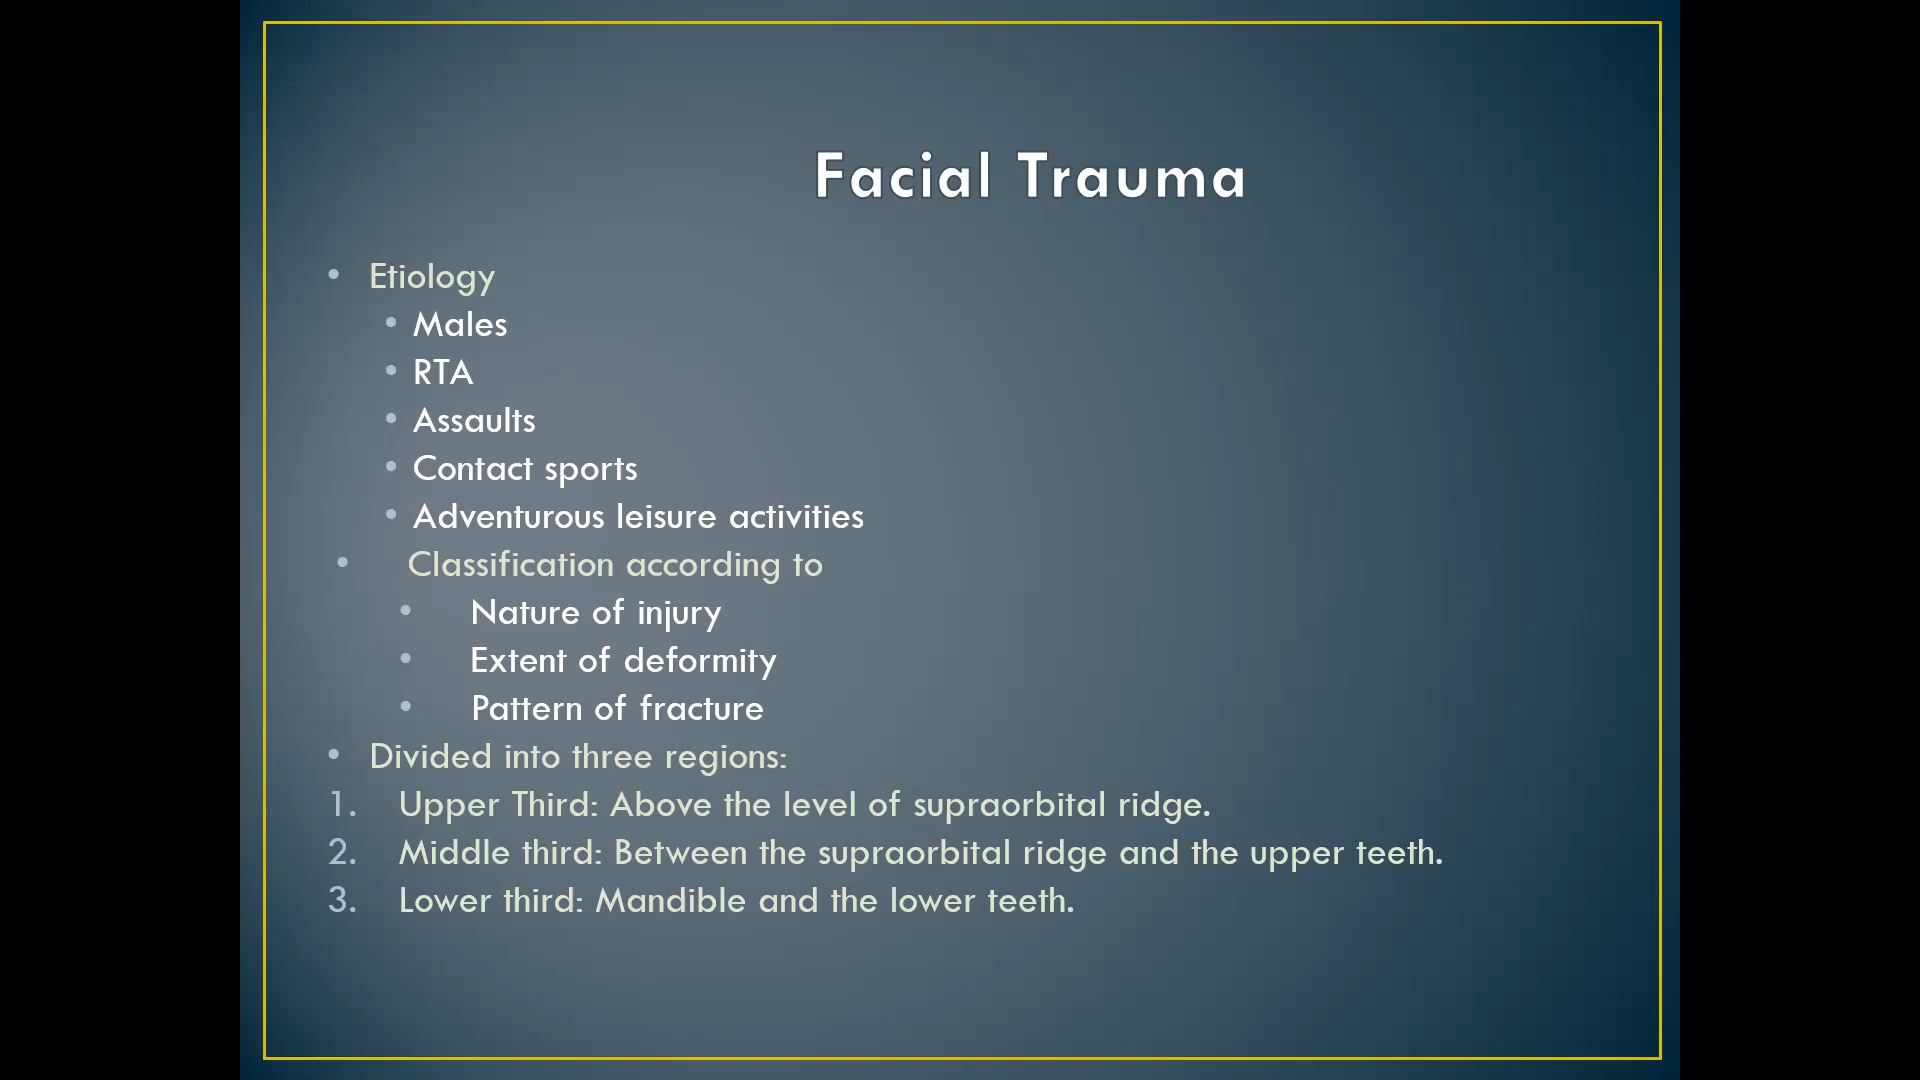 Facial Trauma
• Etiology
• Males
• RTA
• Assaults
• Contact sports
• Adventurous leisure activities
• Classification according to
• Nature of injury
• Extent of deformity
• Pattern of fracture
• Divided into three regions:
1. Upper Third: Above the level of supraorbital ridge.
2. Middle third: Between the supraorbital ridge and the upper teeth.
3. Lower third: Mandible and the lower teeth.